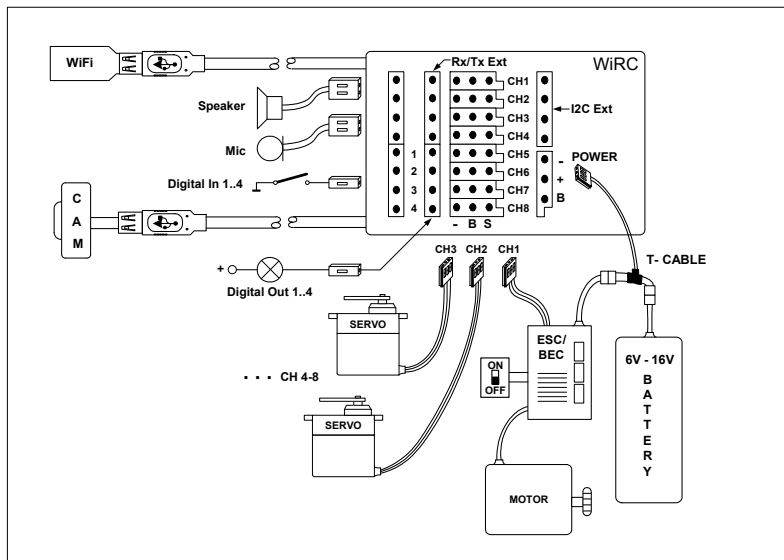 WiFi
Rx/Tx Ext
WiRC
CH1
CH2
CH3
CH4
CH5
CH6
CH7
CH8
I2C Ext
Speaker
Mic
1
2
3
4
POWER
-
+
B
Digital In 1..4
C
A
M
- B S
CH3 CH2 CH1
T- CABLE
+
Digital Out 1..4
SERVO
ESC/
BEC
6V - 16V
B
A
T
T
E
R
Y
ON
OFF
. . . CH 4-8
SERVO
MOTOR